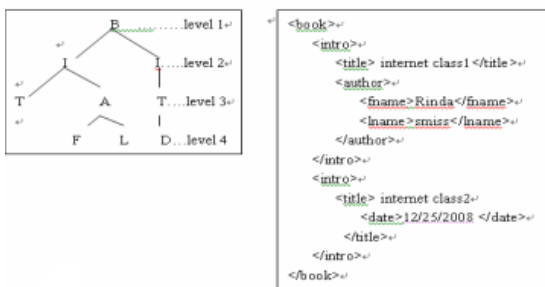 B..........level 1
I I......level 2
T A T....level 3
F L D...level 4
<book>
<intro>
<title> internet class1 </title>
<author>
<fname>Rinda</fname>
<lname>smiss</lname>
</author>
</intro>
<intro>
<title> internet class2
<date>12/25/2008 </date>
</title>
</intro>
</book>